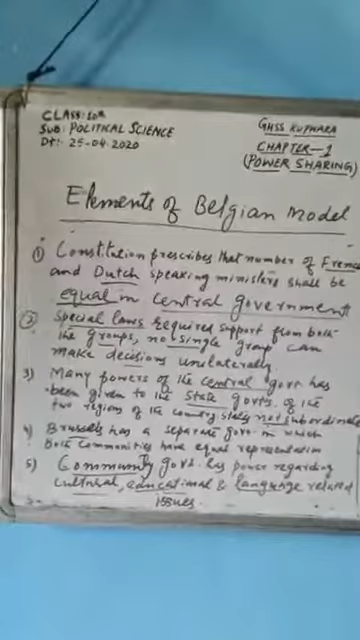 CLASS: 10th
SUB: POLITICAL SCIENCE
Dt: 25-04-2020
GHSS KUPWARA
CHAPTER-1
(POWER SHARING)
Elements of Belgian Model
① Constitution prescribes that number of French
and Dutch speaking ministers shall be
equal in central government
② special laws requires support from both
the groups, no single group can
make decisions unilaterally.
3) Many powers of the central govt has
been given to the state govts. of the
two regions of the country. State not subordinate
4) Brussels has a separate govt in which
both communities have equal representation
5) Community govt. has power regarding
cultural, educational & language related
issues.